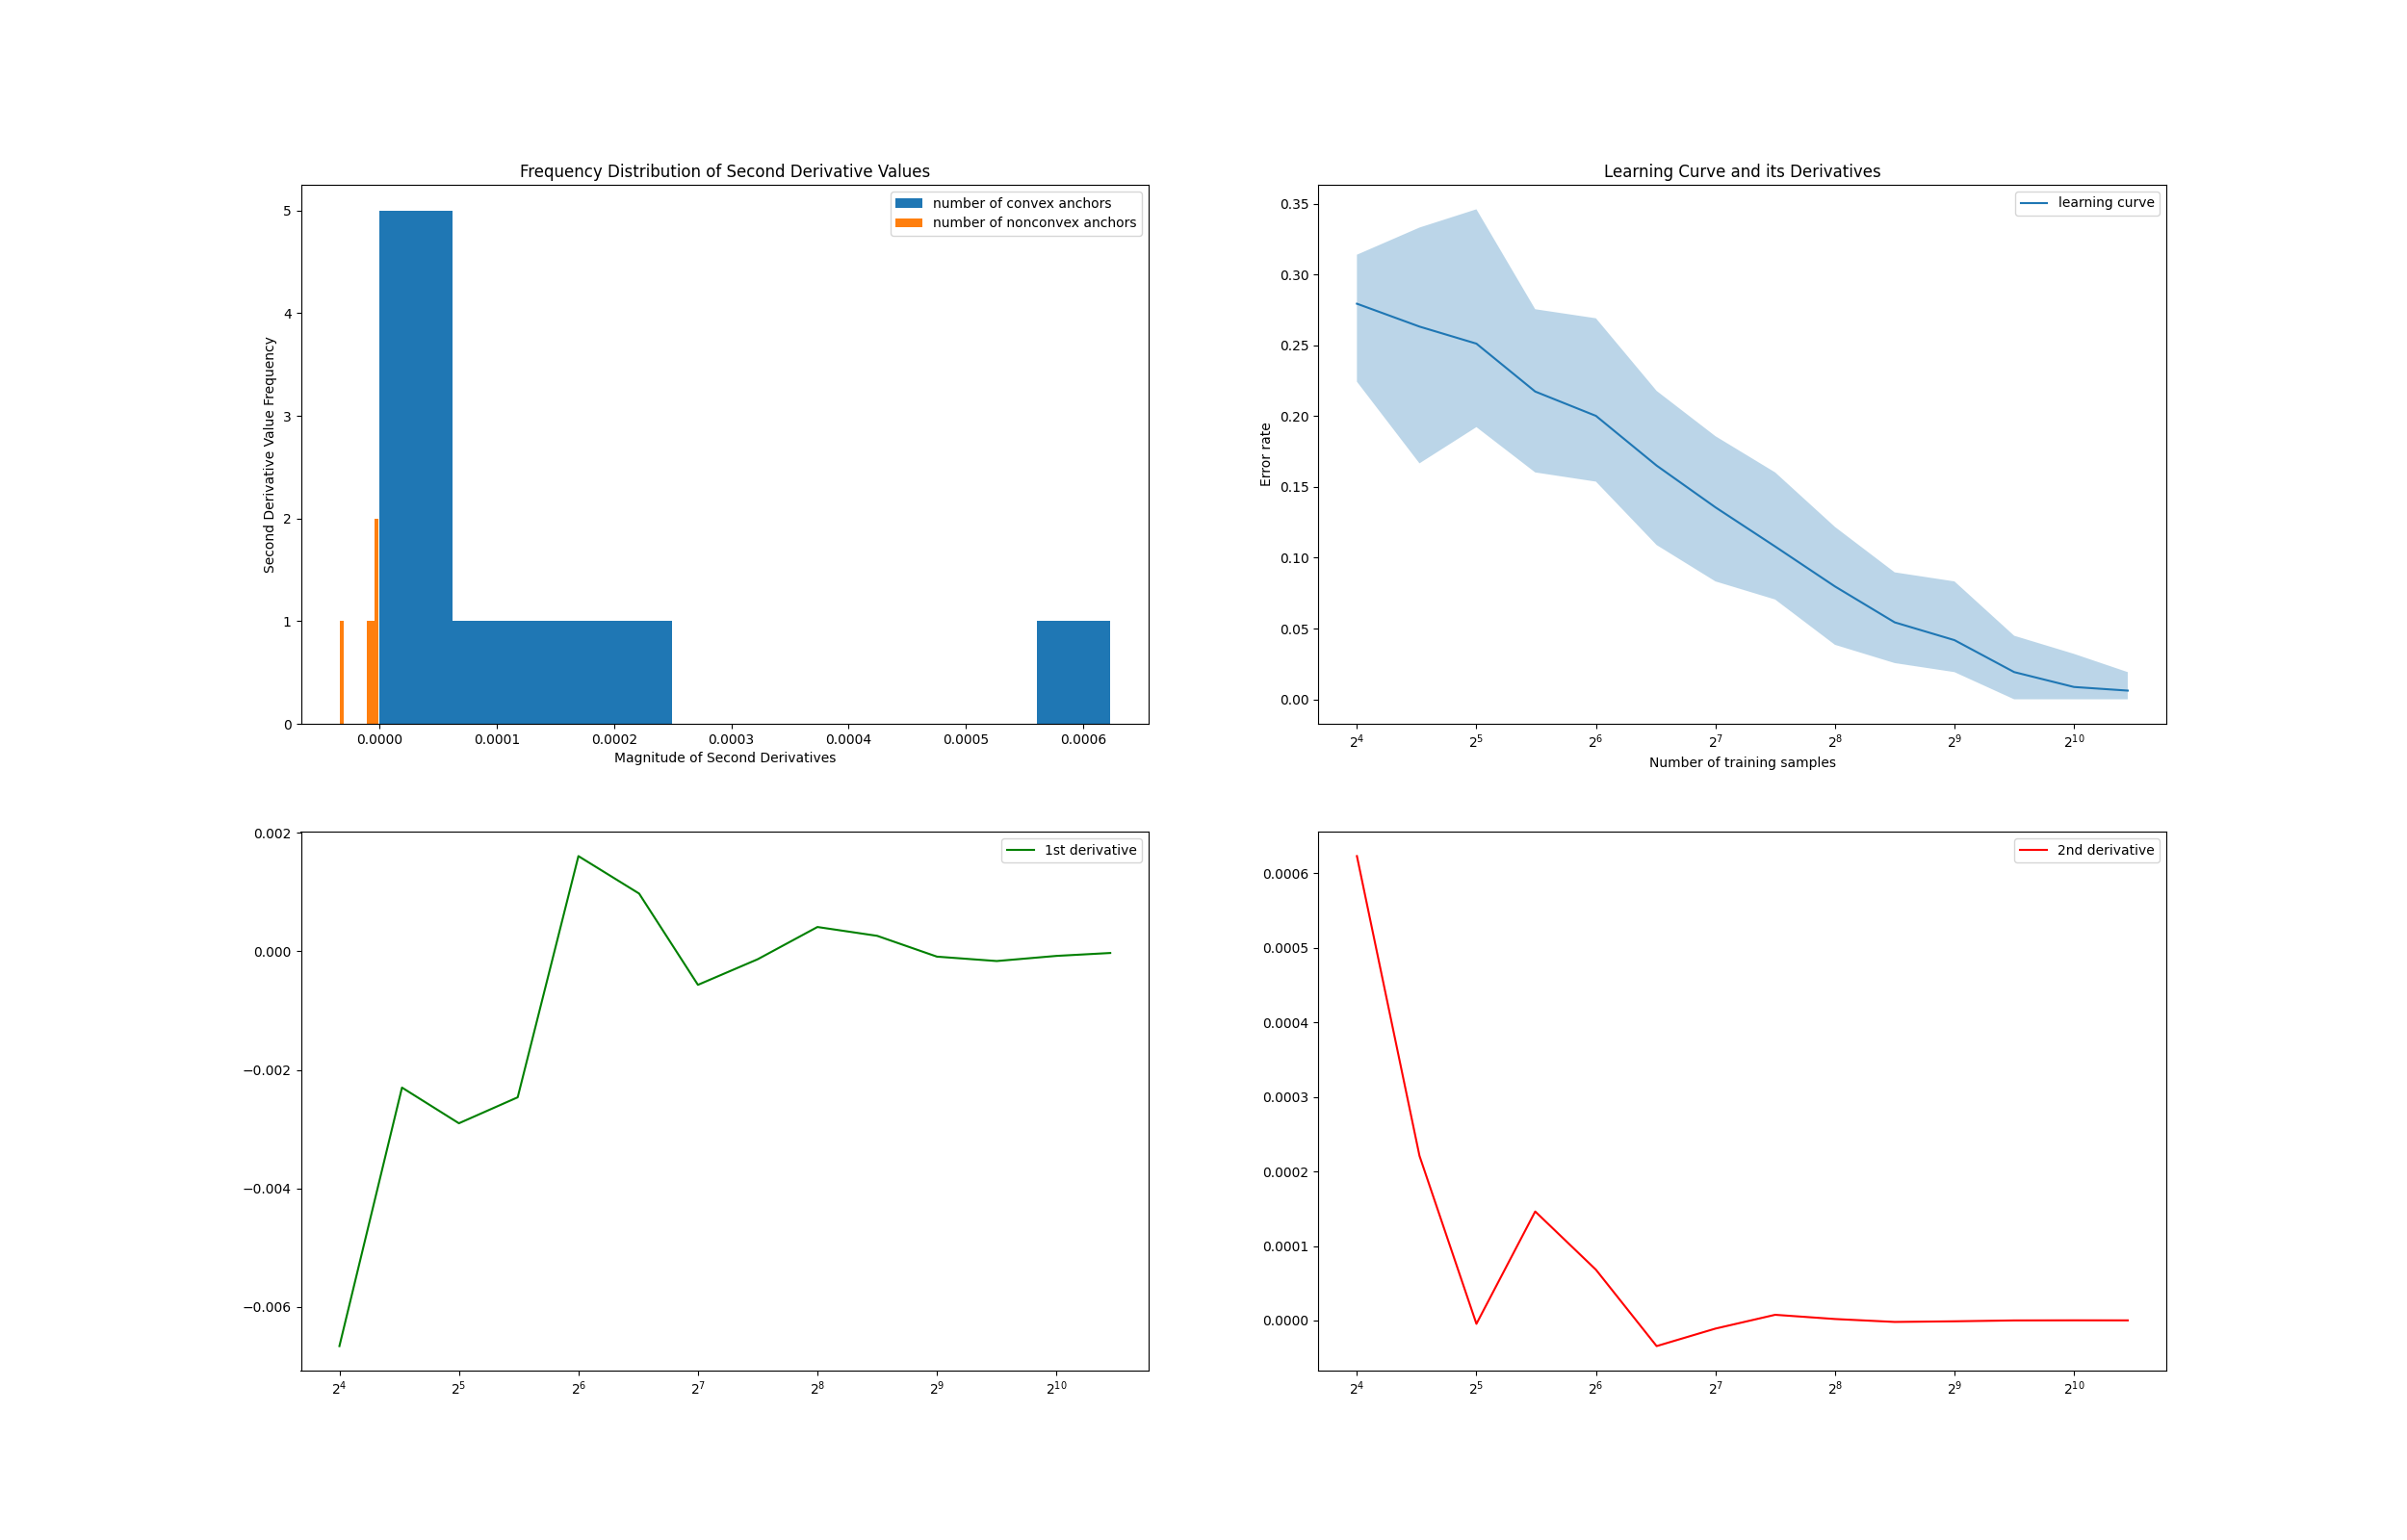 Frequency Distribution of Second Derivative Values
number of convex anchors
number of nonconvex anchors
5
4
3
2
1
0
Second Derivative Value Frequency
0.0000 0.0001 0.0002 0.0003 0.0004 0.0005 0.0006
Magnitude of Second Derivatives
Learning Curve and its Derivatives
learning curve
0.35
0.30
0.25
0.20
0.15
0.10
0.05
0.00
Error rate
2⁴ 2⁵ 2⁶ 2⁷ 2⁸ 2⁹ 2¹⁰
Number of training samples
1st derivative
0.002
0.000
−0.002
−0.004
−0.006
2⁴ 2⁵ 2⁶ 2⁷ 2⁸ 2⁹ 2¹⁰
2nd derivative
0.0006
0.0005
0.0004
0.0003
0.0002
0.0001
0.0000
2⁴ 2⁵ 2⁶ 2⁷ 2⁸ 2⁹ 2¹⁰